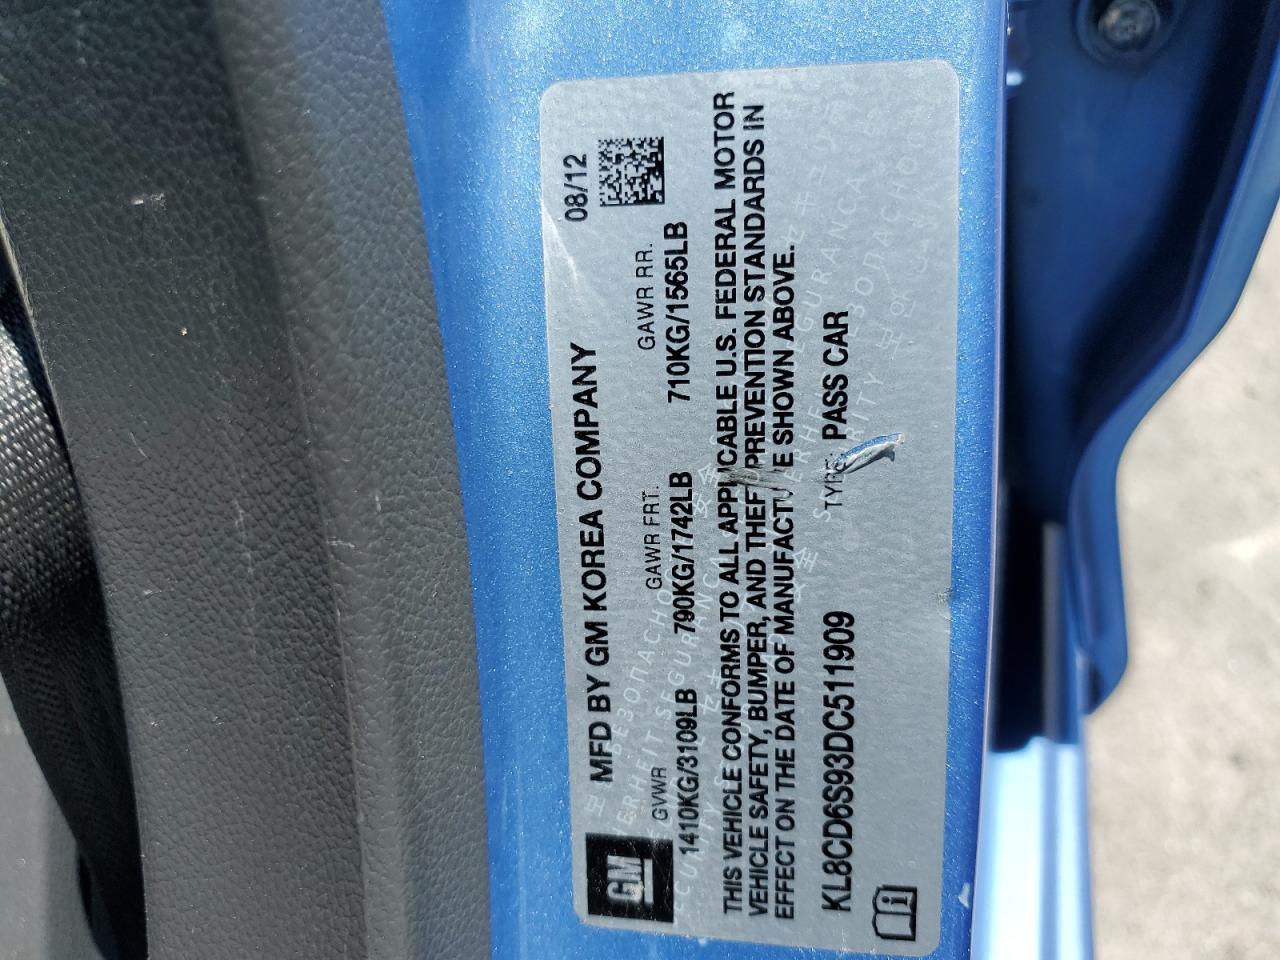 MFD BY GM KOREA COMPANY 08/12
GM
GVWR GAWR FRT. GAWR RR.
1410KG/3109LB 790KG/1742LB 710KG/1565LB
THIS VEHICLE CONFORMS TO ALL APPLICABLE U.S. FEDERAL MOTOR
VEHICLE SAFETY, BUMPER, AND THEFT PREVENTION STANDARDS IN
EFFECT ON THE DATE OF MANUFACTURE SHOWN ABOVE.
KL8CD6S93DC511909 TYPE: PASS CAR